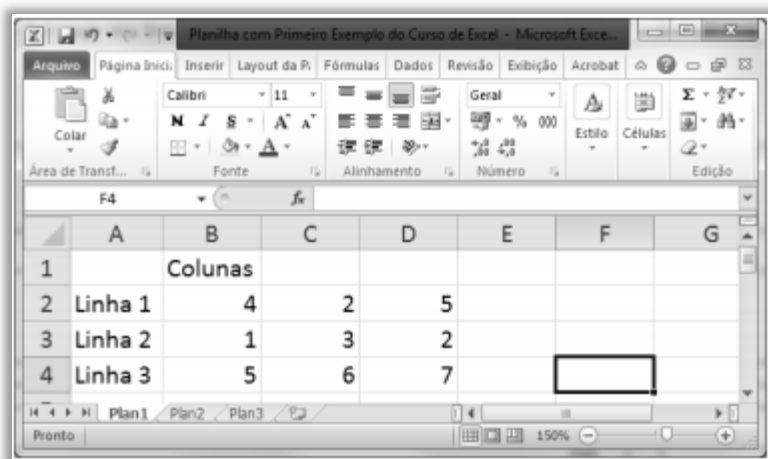 Planilha com Primeiro Exemplo do Curso de Excel - Microsoft Exce...
Arquivo Página Inici Inserir Layout da Pi Fórmulas Dados Revisão Exibição Acrobat
Colar
Calibri 11
N I S A A
A
Geral
% 000
,00 ,0
Estilo
Células
Σ
Área de Transf... Fonte Alinhamento Número Edição
F4 fx
A B C D E F G
1 Colunas
2 Linha 1 4 2 5
3 Linha 2 1 3 2
4 Linha 3 5 6 7
Plan1 Plan2 Plan3
Pronto 150%